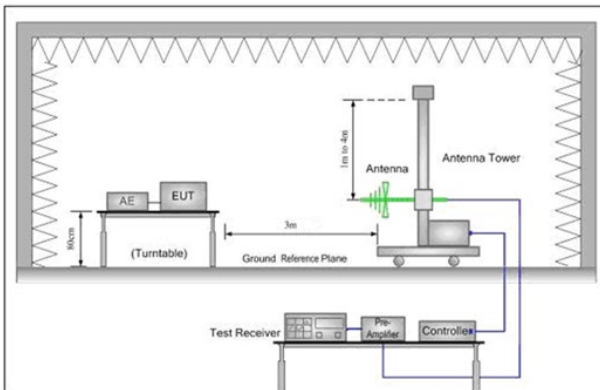 1m to 4m
Antenna
Antenna Tower
AE
EUT
80cm
(Turntable)
3m
Ground Reference Plane
Test Receiver
Pre-
Amplifier
Controller